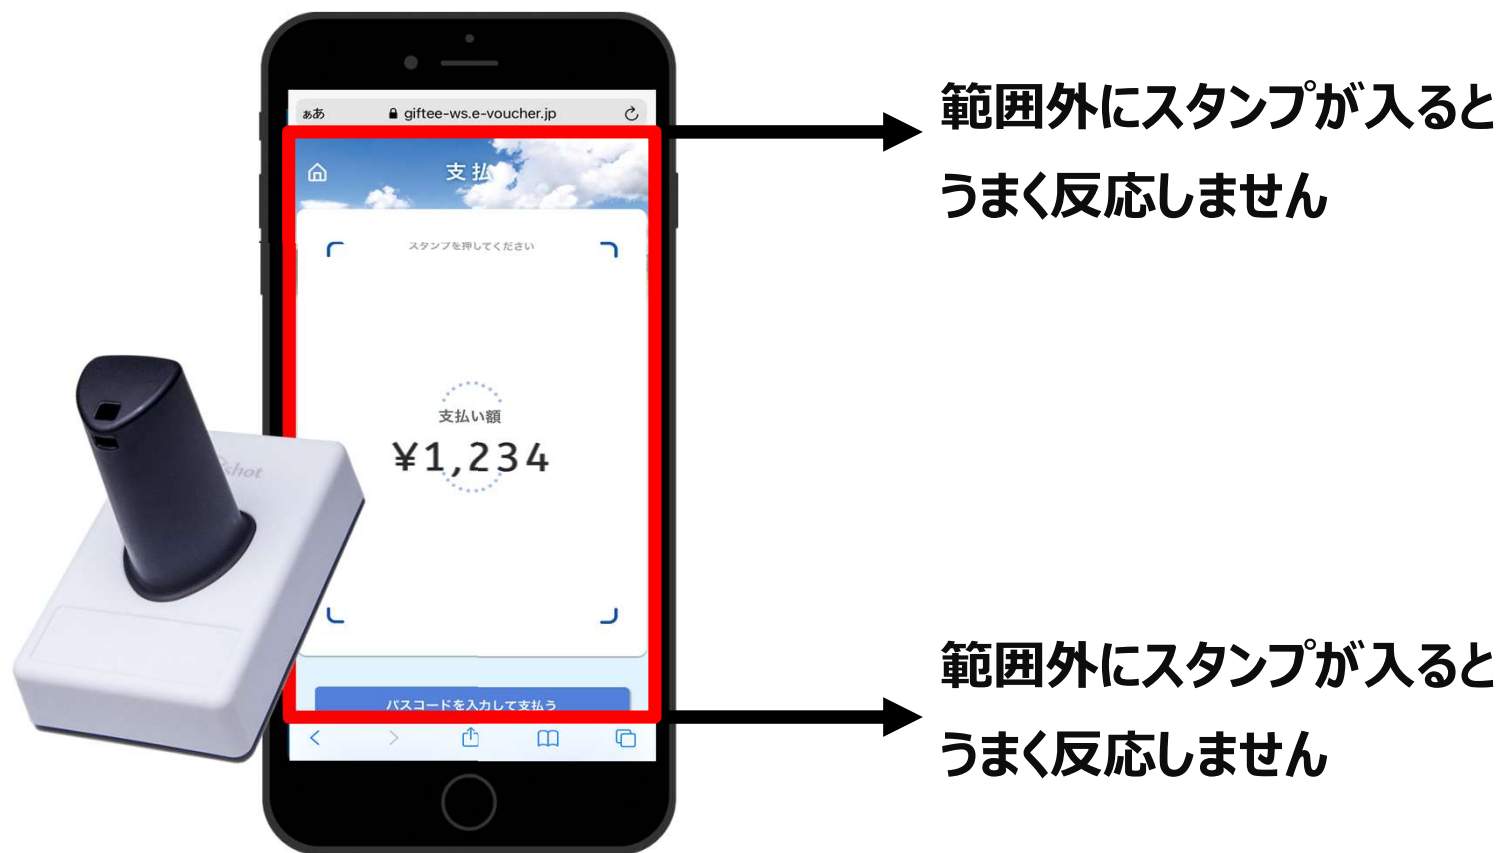 範囲外にスタンプが入ると
うまく反応しません
ぁあ
giftee-ws.e-voucher.jp
支払
スタンプを押してください
支払い額
¥1,234
shot
パスコードを入力して支払う
範囲外にスタンプが入ると
うまく反応しません